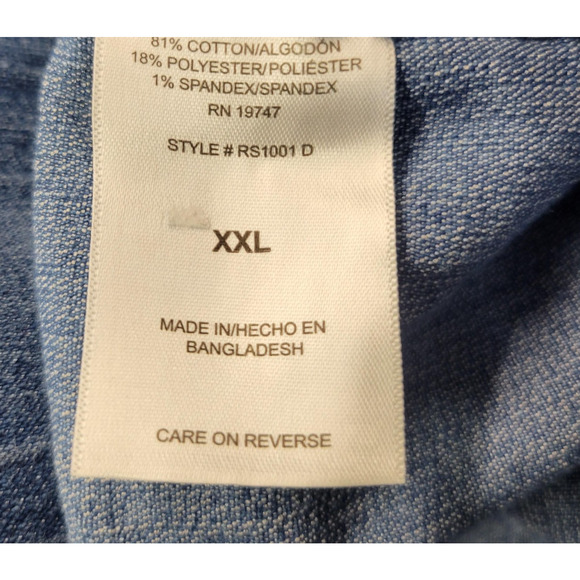 81% COTTON/ALGODÓN
18% POLYESTER/POLIÉSTER
1% SPANDEX/SPANDEX
RN 19747
STYLE # RS1001 D
XXL
MADE IN/HECHO EN
BANGLADESH
CARE ON REVERSE